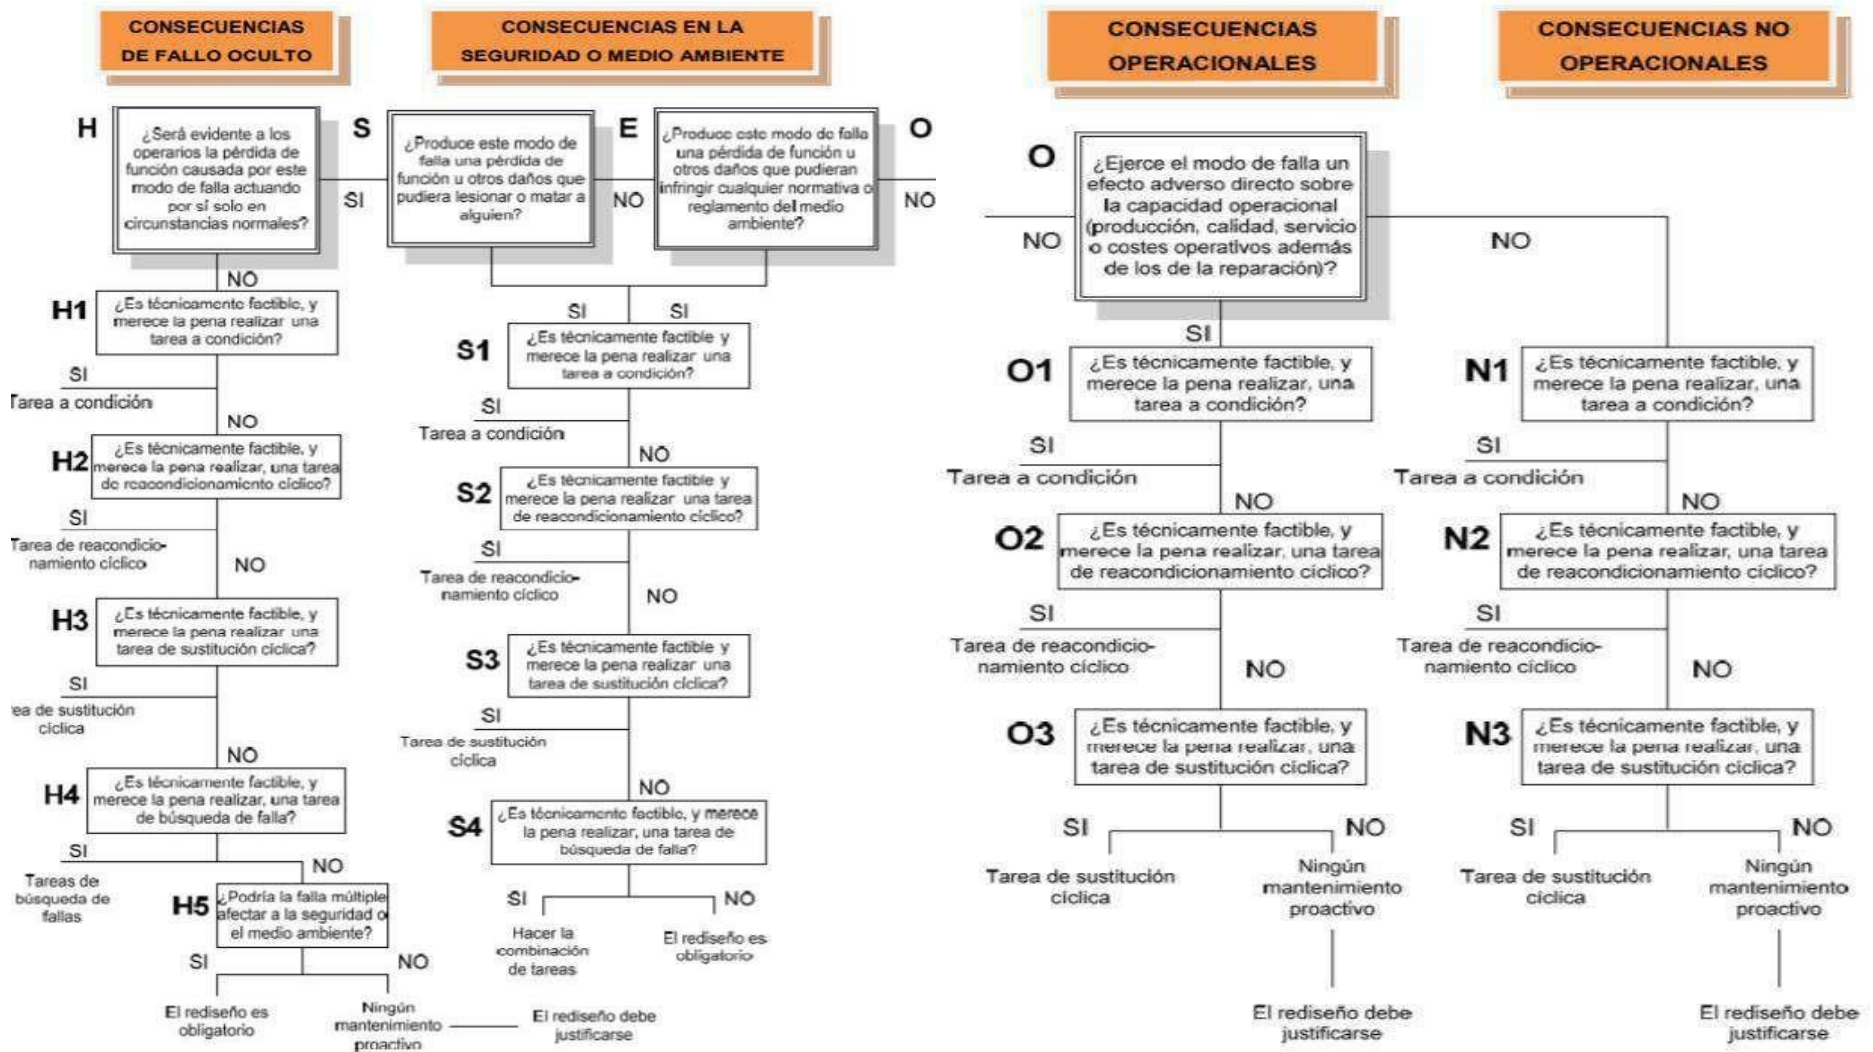 CONSECUENCIAS
DE FALLO OCULTO
H
¿Será evidente a los
operarios la pérdida de
función causada por este
modo de falla actuando
por sí solo en
circunstancias normales?
SI
NO
H1
¿Es técnicamente factible, y
merece la pena realizar una
tarea a condición?
SI
Tarea a condición
NO
H2
¿Es técnicamente factible, y
merece la pena realizar, una tarea
de reacondicionamiento cíclico?
SI
Tarea de reacondicio-
namiento cíclico
NO
H3
¿Es técnicamente factible, y
merece la pena realizar una
tarea de sustitución cíclica?
SI
ea de sustitución
cíclica
NO
H4
¿Es técnicamente factible, y
merece la pena realizar, una tarea
de búsqueda de falla?
SI
Tareas de
búsqueda de
fallas
NO
H5
¿Podría la falla múltiple
afectar a la seguridad o
el medio ambiente?
SI
NO
El rediseño es
obligatorio
Ningún
mantenimiento
proactivo
El rediseño debe
justificarse
CONSECUENCIAS EN LA
SEGURIDAD O MEDIO AMBIENTE
S
¿Produce este modo de
falla una pérdida de
función u otros daños que
pudiera lesionar o matar a
alguien?
NO
E
¿Produce este modo de falla
una pérdida de función u
otros daños que pudieran
infringir cualquier normativa o
reglamento del medio
ambiente?
O
NO
SI
SI
S1
¿Es técnicamente factible y
merece la pena realizar una
tarea a condición?
SI
Tarea a condición
NO
S2
¿Es técnicamente factible y
merece la pena realizar una tarea
de reacondicionamiento cíclico?
SI
Tarea de reacondicio-
namiento cíclico
NO
S3
¿Es técnicamente factible y
merece la pena realizar una
tarea de sustitución cíclica?
SI
Tarea de sustitución
cíclica
NO
S4
¿Es técnicamente factible, y merece
la pena realizar, una tarea de
búsqueda de falla?
SI
NO
Hacer la
combinación
de tareas
El rediseño es
obligatorio
CONSECUENCIAS
OPERACIONALES
O
¿Ejerce el modo de falla un
efecto adverso directo sobre
la capacidad operacional
(producción, calidad, servicio
o costes operativos además
de los de la reparación)?
NO
NO
SI
O1
¿Es técnicamente factible, y
merece la pena realizar, una
tarea a condición?
SI
Tarea a condición
NO
O2
¿Es técnicamente factible, y
merece la pena realizar, una tarea
de reacondicionamiento cíclico?
SI
Tarea de reacondicio-
namiento cíclico
NO
O3
¿Es técnicamente factible, y
merece la pena realizar, una
tarea de sustitución cíclica?
SI
NO
Tarea de sustitución
cíclica
Ningún
mantenimiento
proactivo
El rediseño debe
justificarse
CONSECUENCIAS NO
OPERACIONALES
N1
¿Es técnicamente factible, y
merece la pena realizar, una
tarea a condición?
SI
Tarea a condición
NO
N2
¿Es técnicamente factible, y
merece la pena realizar, una tarea
de reacondicionamiento cíclico?
SI
Tarea de reacondicio-
namiento cíclico
NO
N3
¿Es técnicamente factible, y
merece la pena realizar, una
tarea de sustitución cíclica?
SI
NO
Tarea de sustitución
cíclica
Ningún
mantenimiento
proactivo
El rediseño debe
justificarse